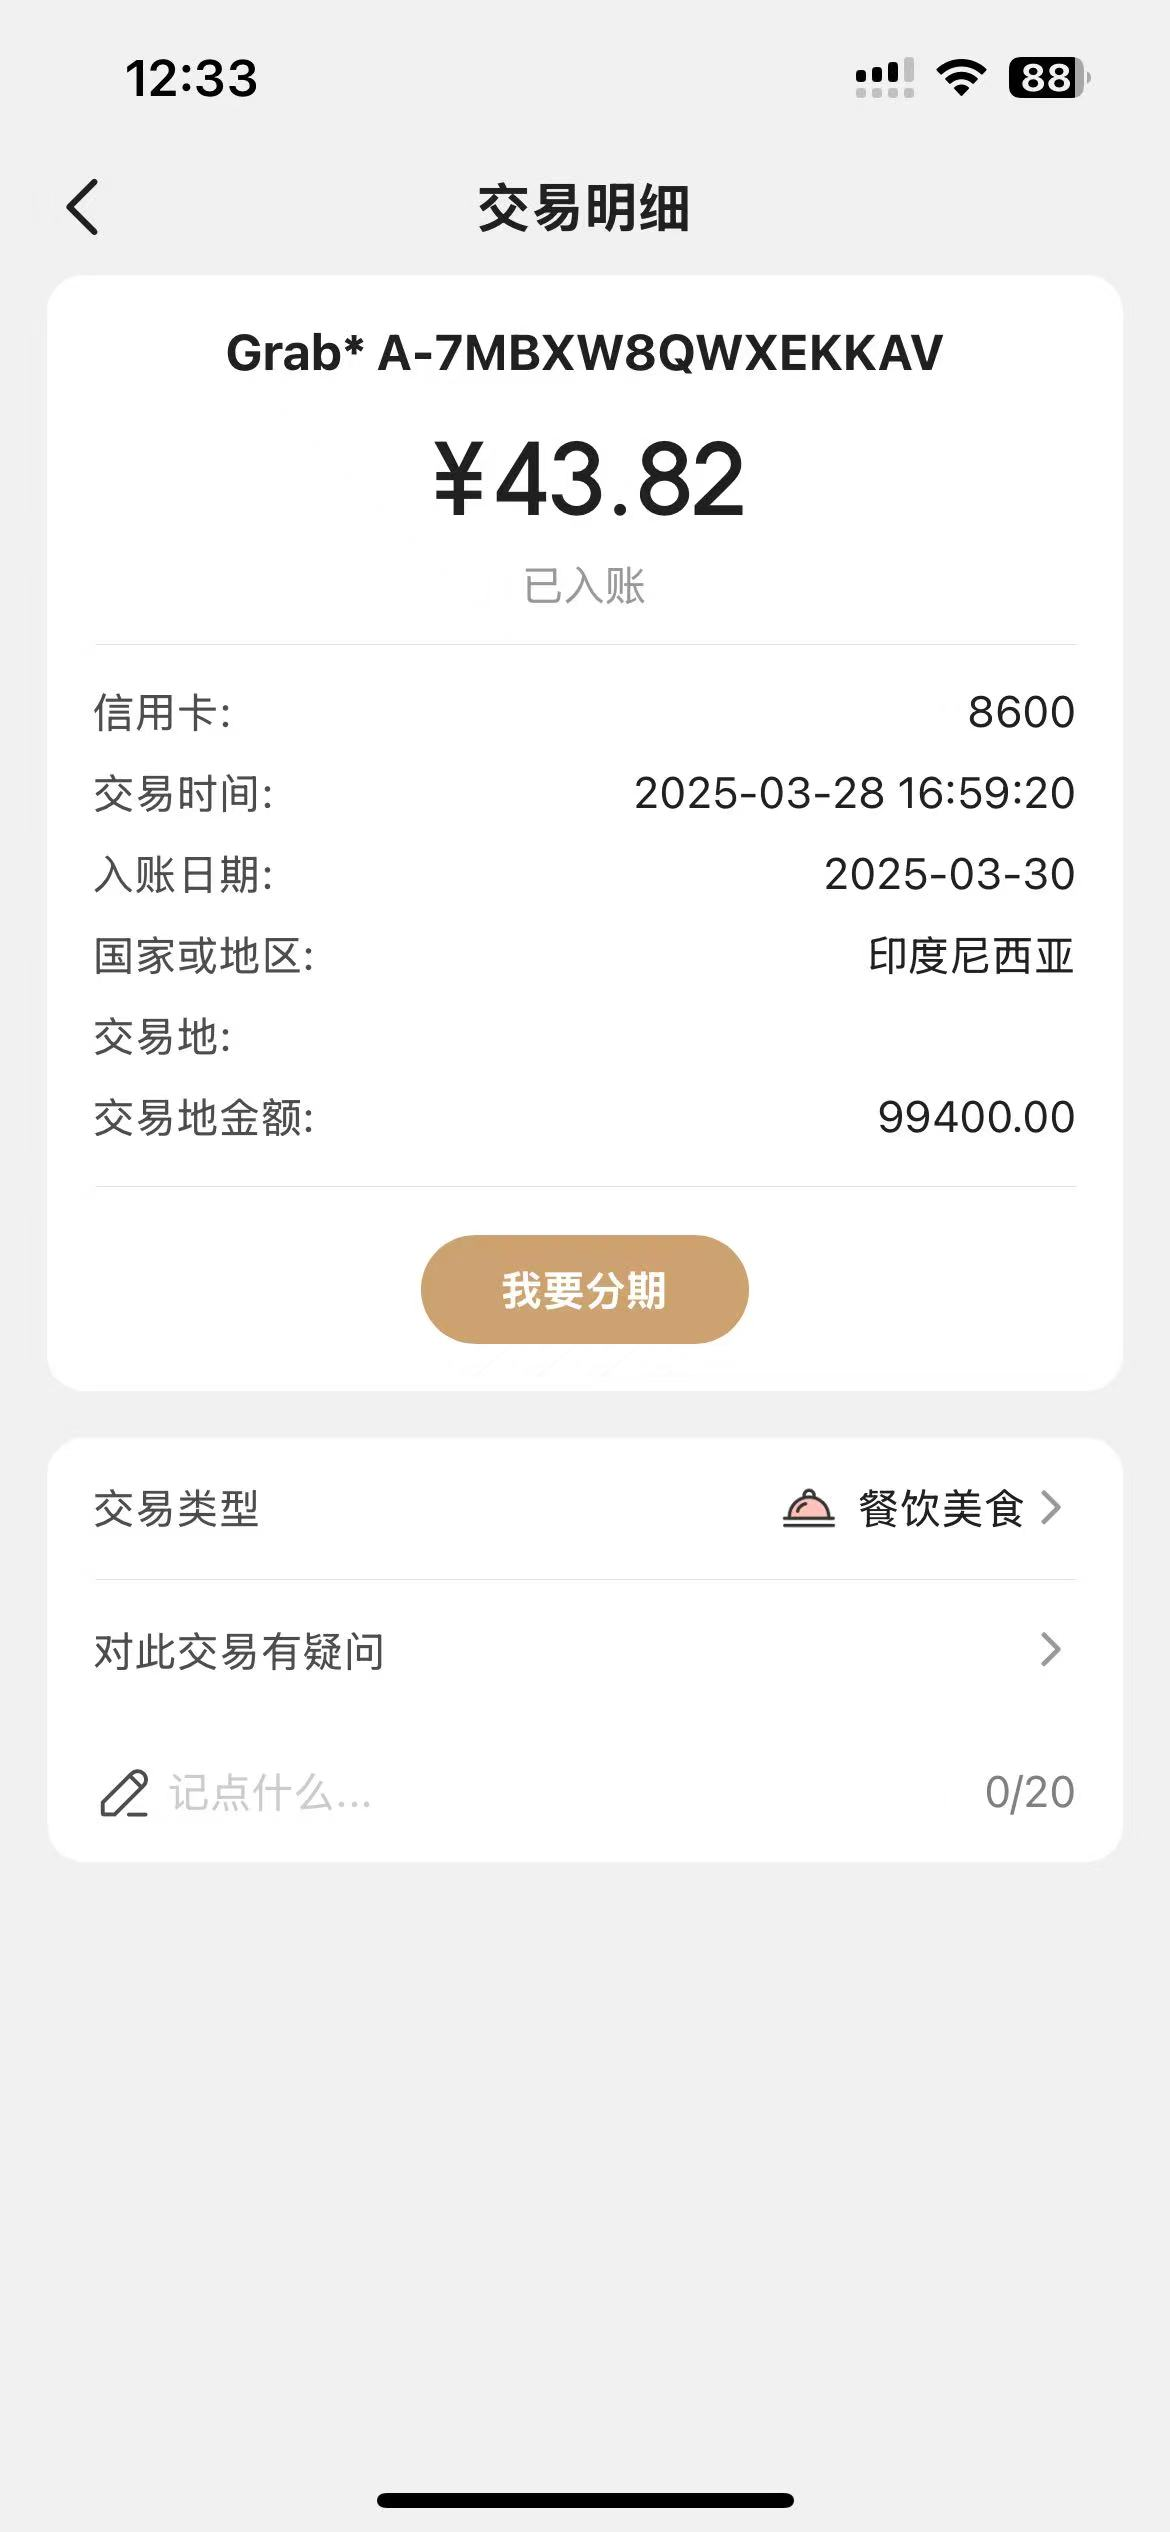 12:33
88
交易明细
Grab* A-7MBXW8QWXEKKAV
¥43.82
已入账
信用卡: 8600
交易时间: 2025-03-28 16:59:20
入账日期: 2025-03-30
国家或地区: 印度尼西亚
交易地:
交易地金额: 99400.00
我要分期
交易类型 餐饮美食
对此交易有疑问
记点什么... 0/20